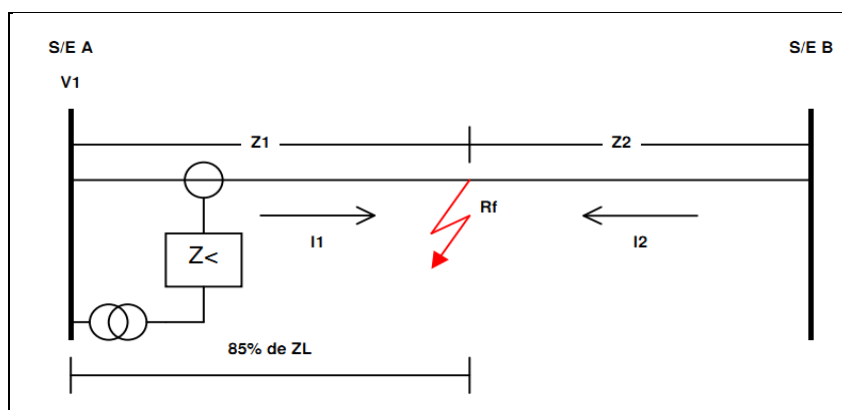 S/E A
S/E B
V1
Z1
Z2
Rf
I1
I2
Z<
85% de ZL